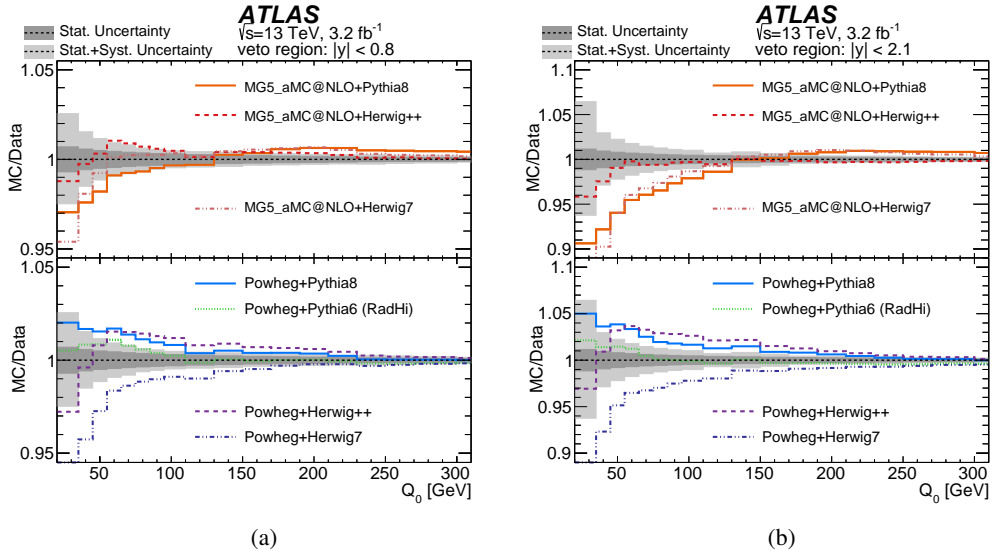 ATLAS
Stat. Uncertainty
√s=13 TeV, 3.2 fb⁻¹
Stat.+Syst. Uncertainty
veto region: |y| < 0.8
1.05
MG5_aMC@NLO+Pythia8
MG5_aMC@NLO+Herwig++
MC/Data
1
MG5_aMC@NLO+Herwig7
0.95
1.05
Powheg+Pythia8
Powheg+Pythia6 (RadHi)
MC/Data
1
Powheg+Herwig++
Powheg+Herwig7
0.95
50 100 150 200 250 300
Q₀ [GeV]
(a)
ATLAS
Stat. Uncertainty
√s=13 TeV, 3.2 fb⁻¹
Stat.+Syst. Uncertainty
veto region: |y| < 2.1
1.1
MG5_aMC@NLO+Pythia8
1.05
MG5_aMC@NLO+Herwig++
MC/Data
1
0.95
MG5_aMC@NLO+Herwig7
0.9
1.1
Powheg+Pythia8
1.05
Powheg+Pythia6 (RadHi)
MC/Data
1
0.95
Powheg+Herwig++
Powheg+Herwig7
0.9
50 100 150 200 250 300
Q₀ [GeV]
(b)